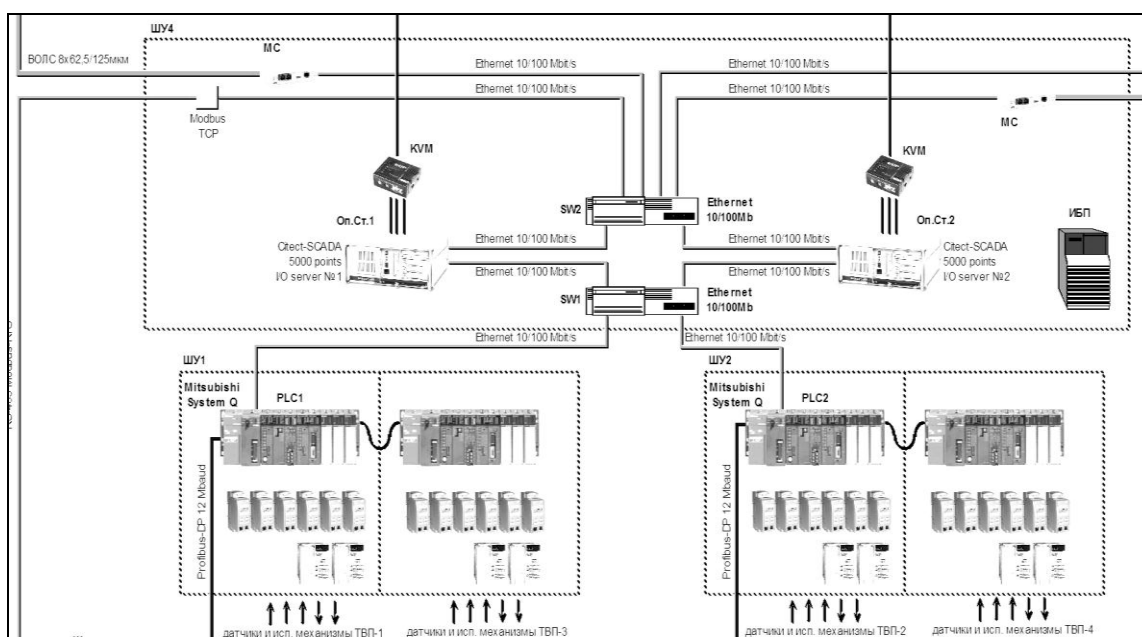 ШУ4
МС
ВОЛС 8x62,5/125мкм
Ethernet 10/100 Mbit/s
Ethernet 10/100 Mbit/s
Ethernet 10/100 Mbit/s
Ethernet 10/100 Mbit/s
Modbus
TCP
МС
KVM
KVM
Оп.Ст.1
SW2
Ethernet
10/100Mb
Оп.Ст.2
ИБП
Citect-SCADA
5000 points
I/O server №1
Ethernet 10/100 Mbit/s
Ethernet 10/100 Mbit/s
Citect-SCADA
5000 points
I/O server №2
Ethernet 10/100 Mbit/s
Ethernet 10/100 Mbit/s
SW1
Ethernet
10/100Mb
Ethernet 10/100 Mbit/s
Ethernet 10/100 Mbit/s
ШУ1
Mitsubishi
System Q
PLC1
ШУ2
Mitsubishi
System Q
PLC2
Profibus-DP 12 Mbaud
Profibus-DP 12 Mbaud
датчики и исп. механизмы ТВП-1
датчики и исп. механизмы ТВП-3
датчики и исп. механизмы ТВП-2
датчики и исп. механизмы ТВП-4